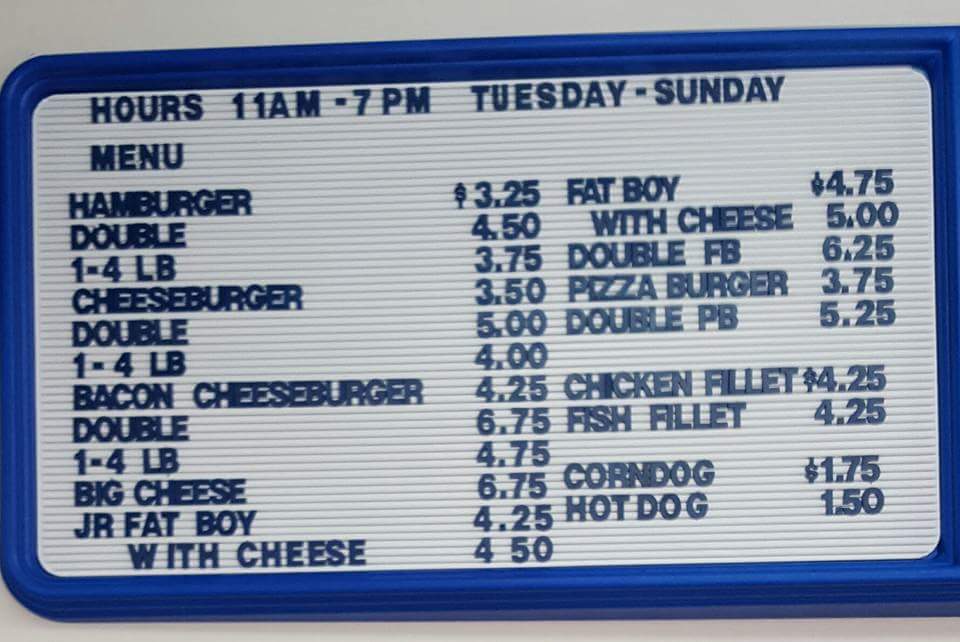 HOURS 11AM - 7 PM TUESDAY - SUNDAY
MENU
HAMBURGER $3.25
DOUBLE 4.50
1-4 LB 3.75
CHEESEBURGER 3.50
DOUBLE 5.00
1-4 LB 4.00
BACON CHEESEBURGER 4.25
DOUBLE 6.75
1-4 LB 4.75
BIG CHEESE 6.75
JR FAT BOY 4.25
WITH CHEESE 4 50
FAT BOY $4.75
WITH CHEESE 5.00
DOUBLE FB 6.25
PIZZA BURGER 3.75
DOUBLE PB 5.25
CHICKEN FILLET $4.25
FISH FILLET 4.25
CORNDOG $1.75
HOT DOG 1.50